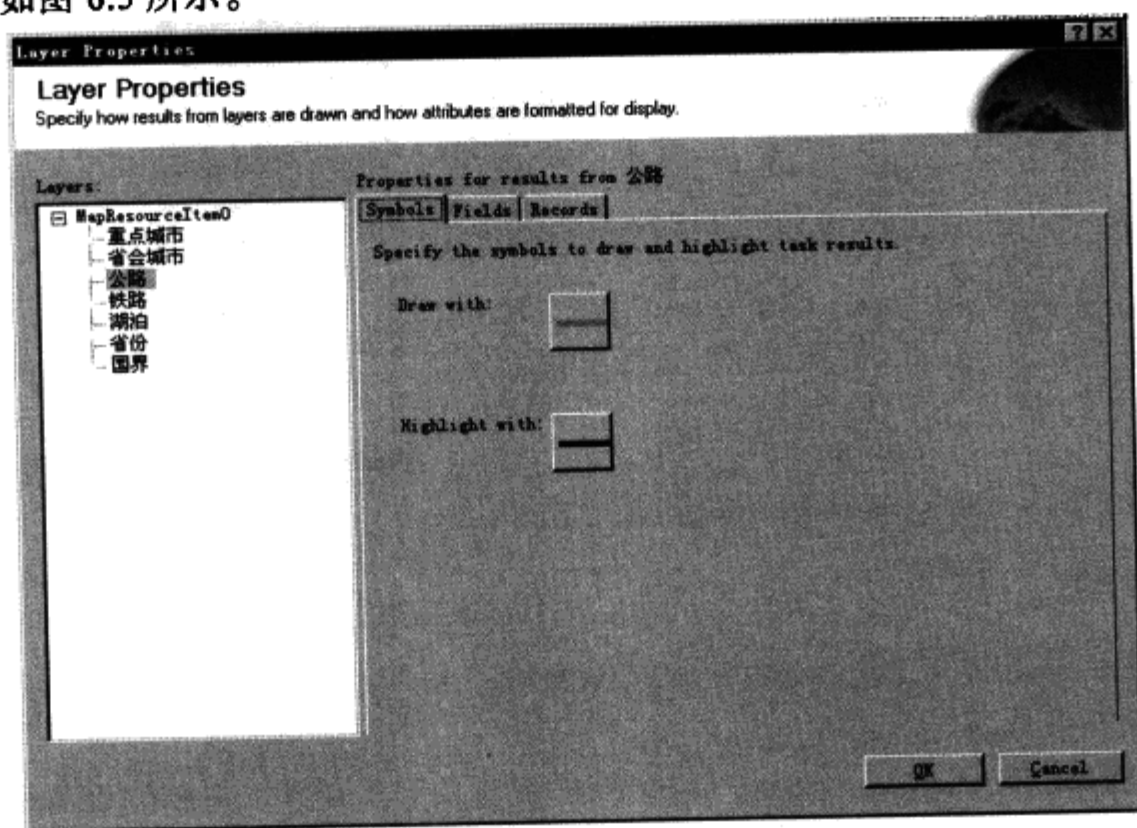 如图 6.5 所示。
Layer Properties
Layer Properties
Specify how results from layers are drawn and how attributes are formatted for display.
Layers:
MapResourceItem0
重点城市
省会城市
公路
铁路
湖泊
省份
国界
Properties for results from 公路
Symbols Fields Records
Specify the symbols to draw and highlight task results.
Draw with:
Highlight with:
OK Cancel